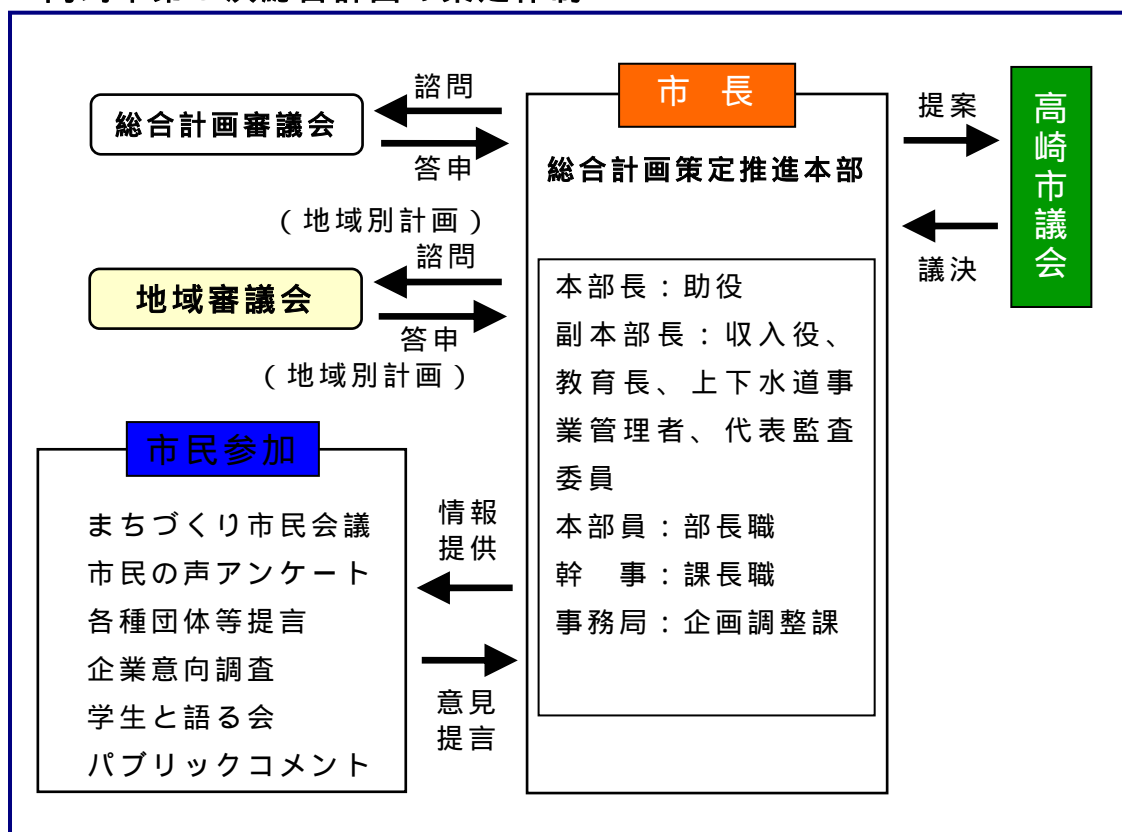 諮問
総合計画審議会
答申
(地域別計画)
諮問
地域審議会
答申
(地域別計画)
市長
総合計画策定推進本部
本部長:助役
副本部長:収入役、
教育長、上下水道事
業管理者、代表監査
委員
本部員:部長職
幹 事:課長職
事務局:企画調整課
提案
議決
高崎市議会
市民参加
まちづくり市民会議
市民の声アンケート
各種団体等提言
企業意向調査
学生と語る会
パブリックコメント
情報
提供
意見
提言